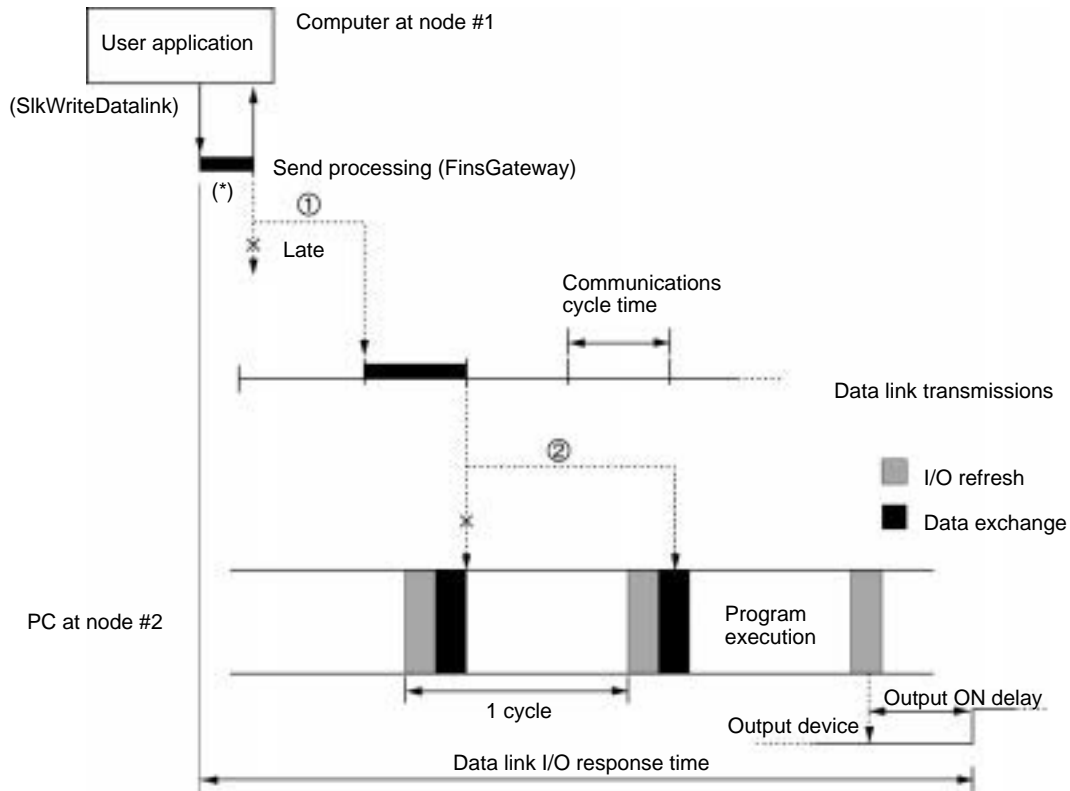 Computer at node #1
User application
(SlkWriteDatalink)
Send processing (FinsGateway)
(*)
①
Late
Communications
cycle time
Data link transmissions
②
I/O refresh
Data exchange
PC at node #2
Program
execution
1 cycle
Output ON delay
Output device
Data link I/O response time